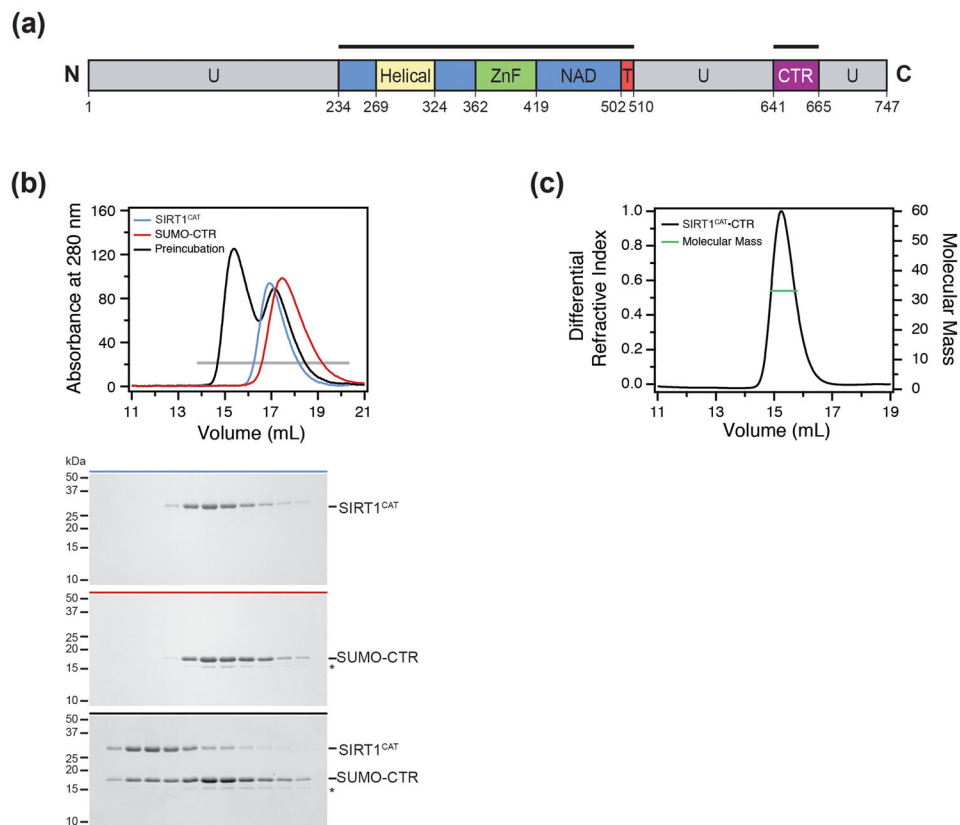 (a)
N U Helical ZnF NAD T U CTR U C
1 234 269 324 362 419 502 510 641 665 747
(b)
Absorbance at 280 nm
160
120
80
40
0
SIRT1CAT
SUMO-CTR
Preincubation
11 13 15 17 19 21
Volume (mL)
(c)
Differential
Refractive Index
1.0
0.8
0.6
0.4
0.2
0.0
SIRT1CAT•CTR
Molecular Mass
60
50
40
30
20
10
0
Molecular Mass
11 13 15 17 19
Volume (mL)
kDa
50
37
25
20
15
10
SIRT1CAT
50
37
25
20
15
10
SUMO-CTR
*
50
37
25
20
15
10
SIRT1CAT
SUMO-CTR
*